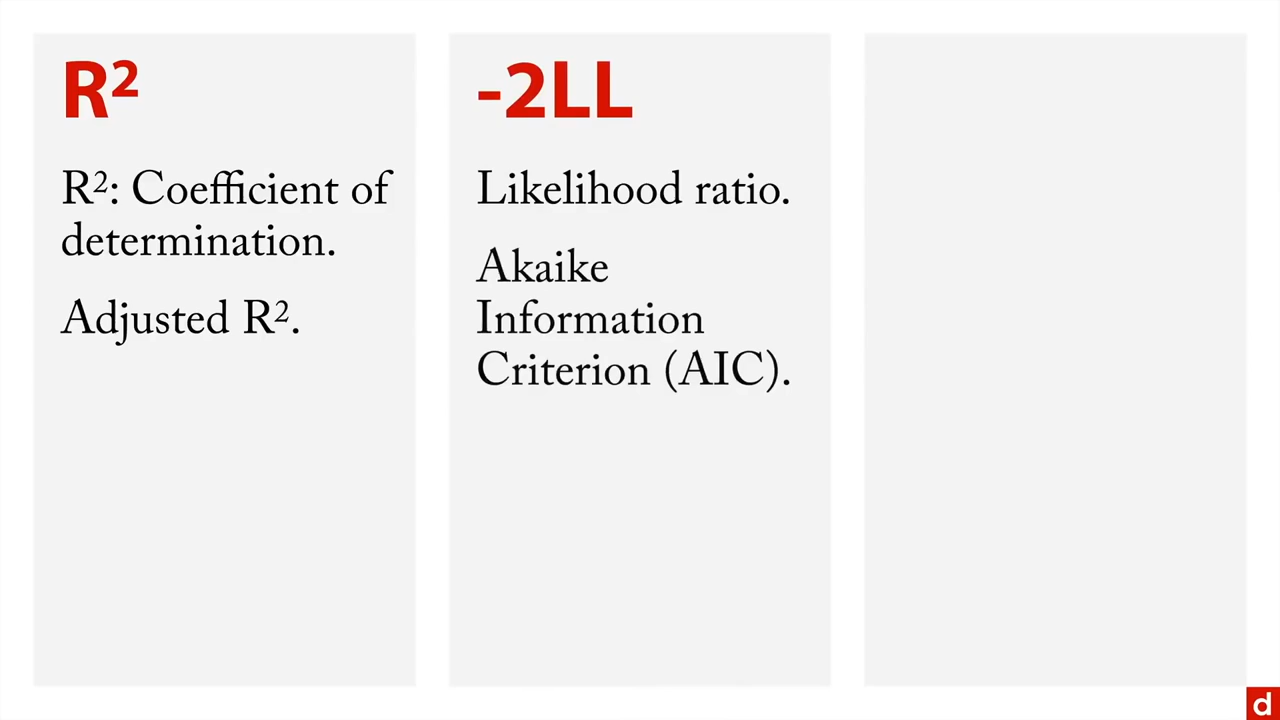 R²
R²: Coefficient of
determination.
Adjusted R².
-2LL
Likelihood ratio.
Akaike
Information
Criterion (AIC).
d